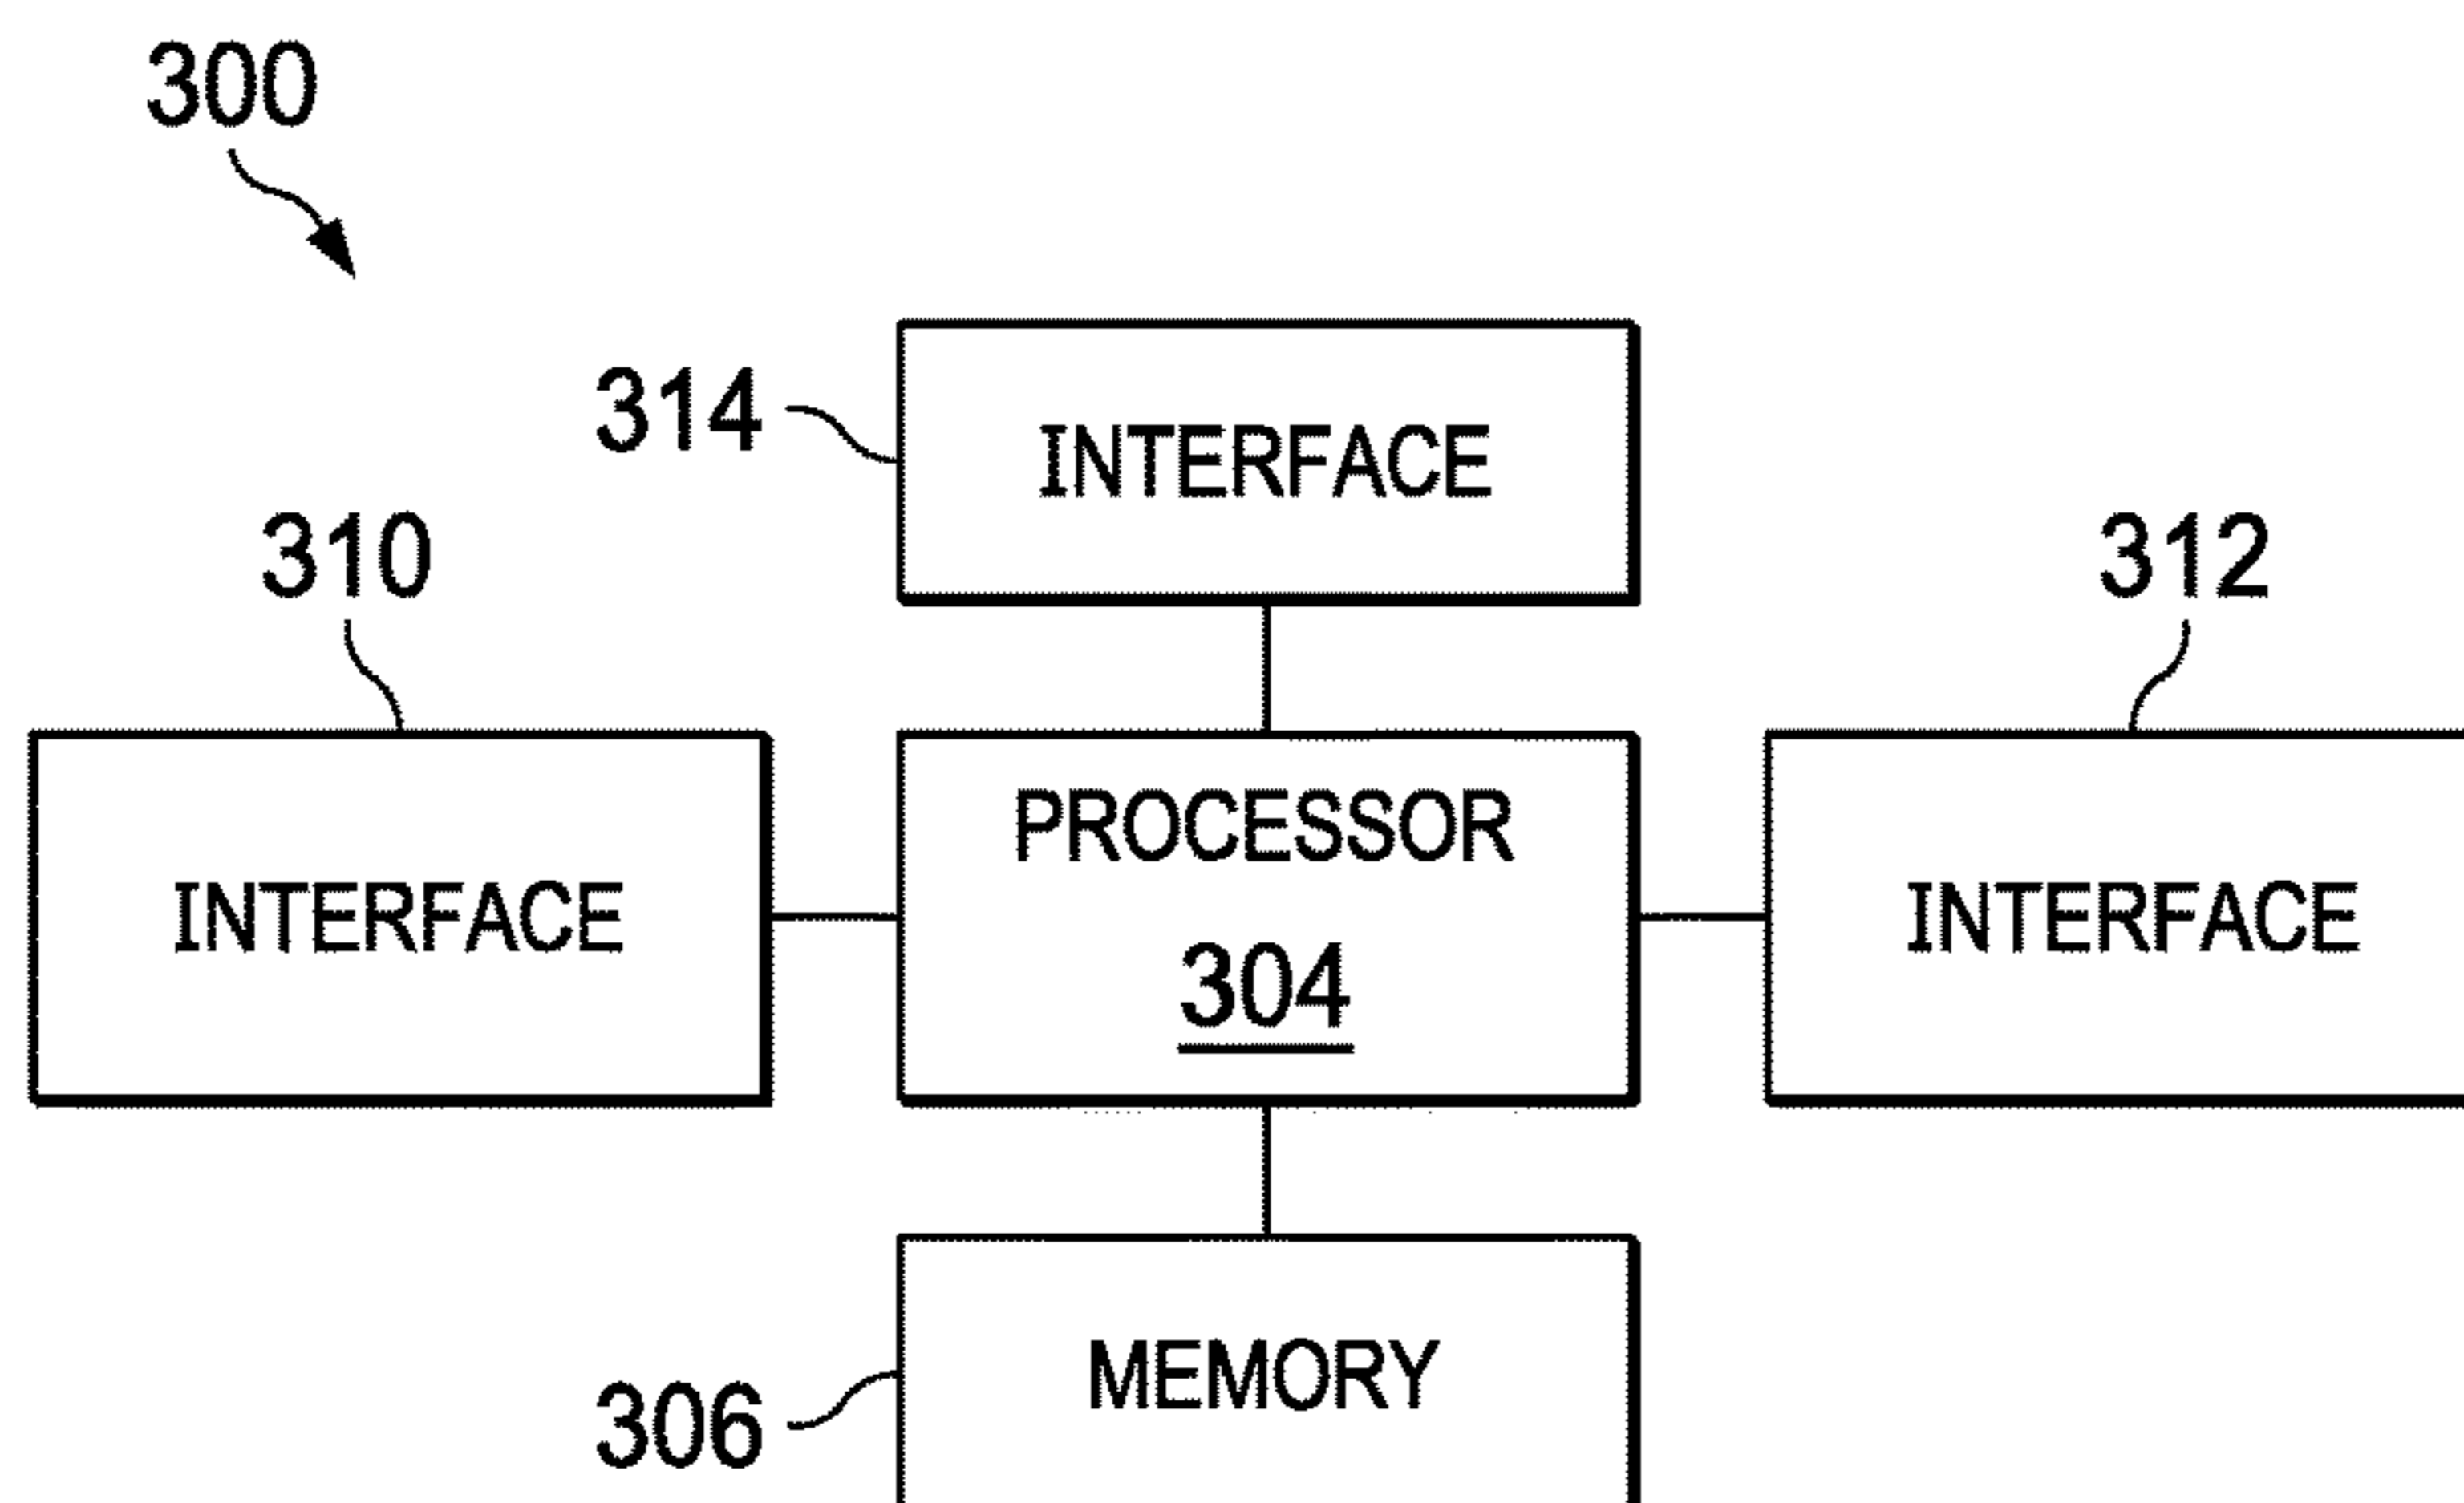 300
314
INTERFACE
310
312
INTERFACE
PROCESSOR
304
INTERFACE
306
MEMORY